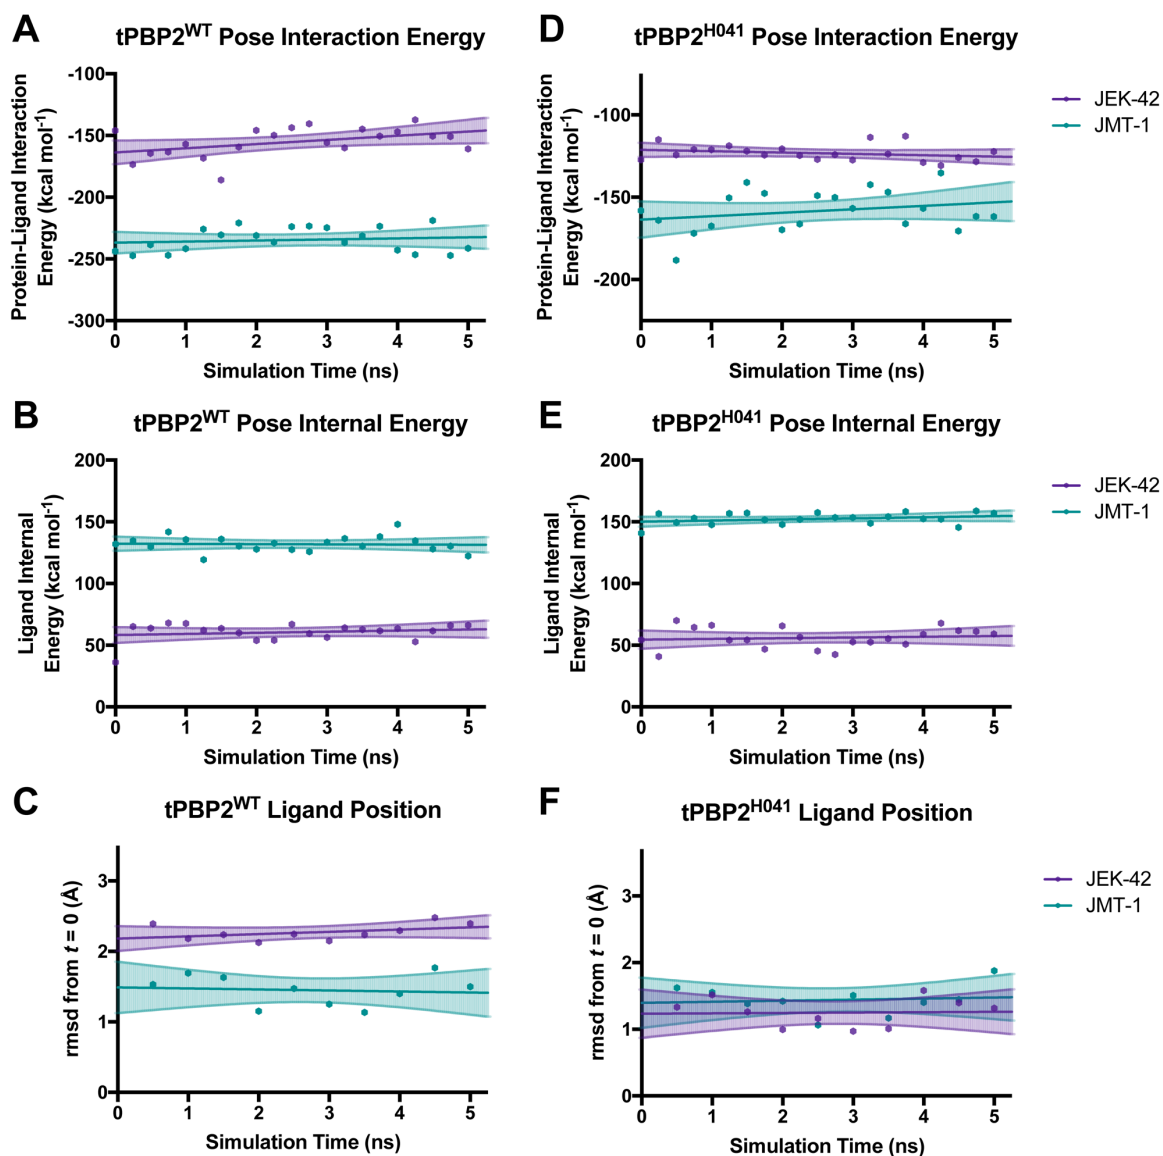 A
tPBP2WT Pose Interaction Energy
-100
-150
-200
-250
-300
Protein-Ligand Interaction
Energy (kcal mol-1)
0 1 2 3 4 5
Simulation Time (ns)
D
tPBP2H041 Pose Interaction Energy
-100
-150
-200
Protein-Ligand Interaction
Energy (kcal mol-1)
0 1 2 3 4 5
Simulation Time (ns)
JEK-42
JMT-1
B
tPBP2WT Pose Internal Energy
200
150
100
50
0
Ligand Internal
Energy (kcal mol-1)
0 1 2 3 4 5
Simulation Time (ns)
E
tPBP2H041 Pose Internal Energy
200
150
100
50
0
Ligand Internal
Energy (kcal mol-1)
0 1 2 3 4 5
Simulation Time (ns)
JEK-42
JMT-1
C
tPBP2WT Ligand Position
3
2
1
0
rmsd from t = 0 (Å)
0 1 2 3 4 5
Simulation Time (ns)
F
tPBP2H041 Ligand Position
3
2
1
0
rmsd from t = 0 (Å)
0 1 2 3 4 5
Simulation Time (ns)
JEK-42
JMT-1